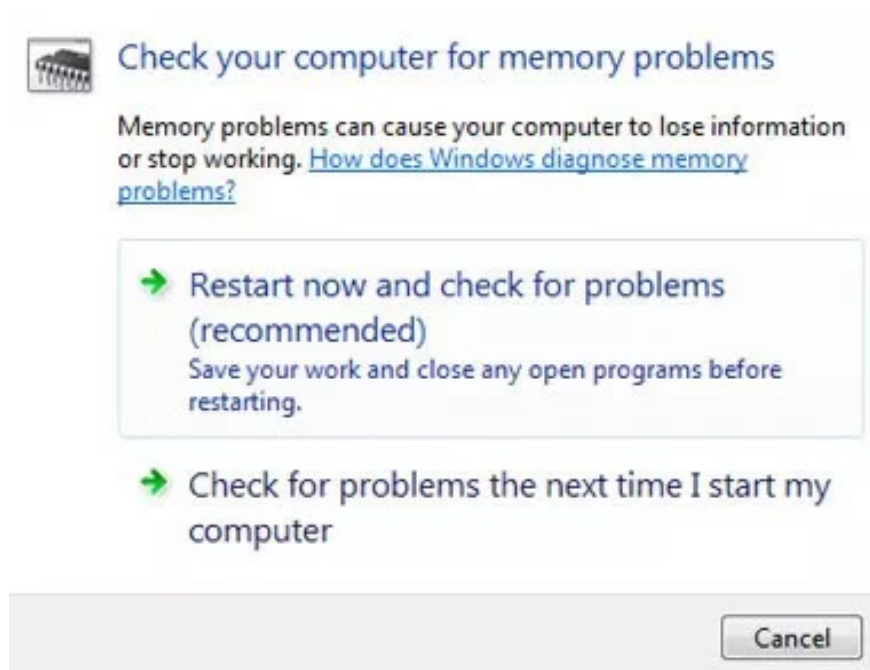 Check your computer for memory problems
Memory problems can cause your computer to lose information
or stop working. How does Windows diagnose memory
problems?
Restart now and check for problems
(recommended)
Save your work and close any open programs before
restarting.
Check for problems the next time I start my
computer
Cancel